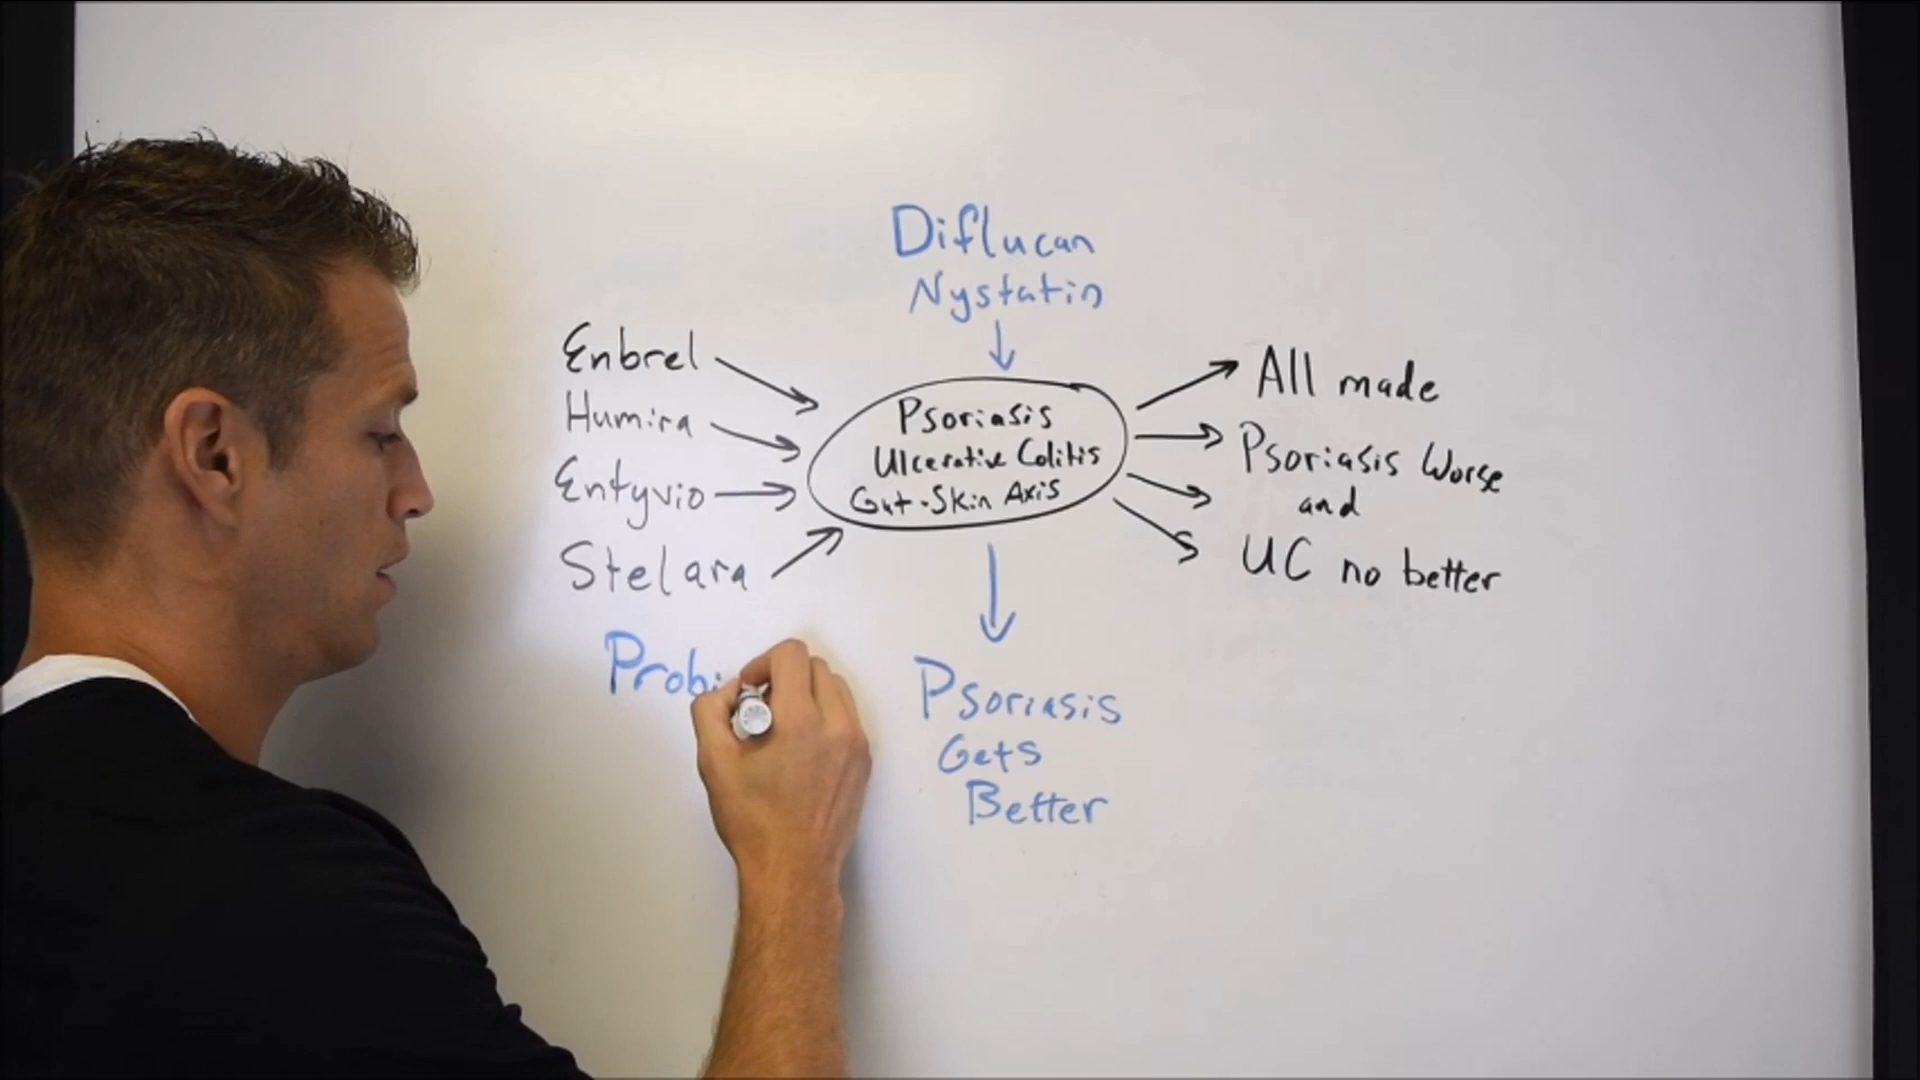 Diflucan
Nystatin
Enbrel
Humira
Entyvio
Stelara
Psoriasis
Ulcerative Colitis
Gut-Skin Axis
All made
Psoriasis Worse
and
UC no better
Probi
Psoriasis
Gets
Better